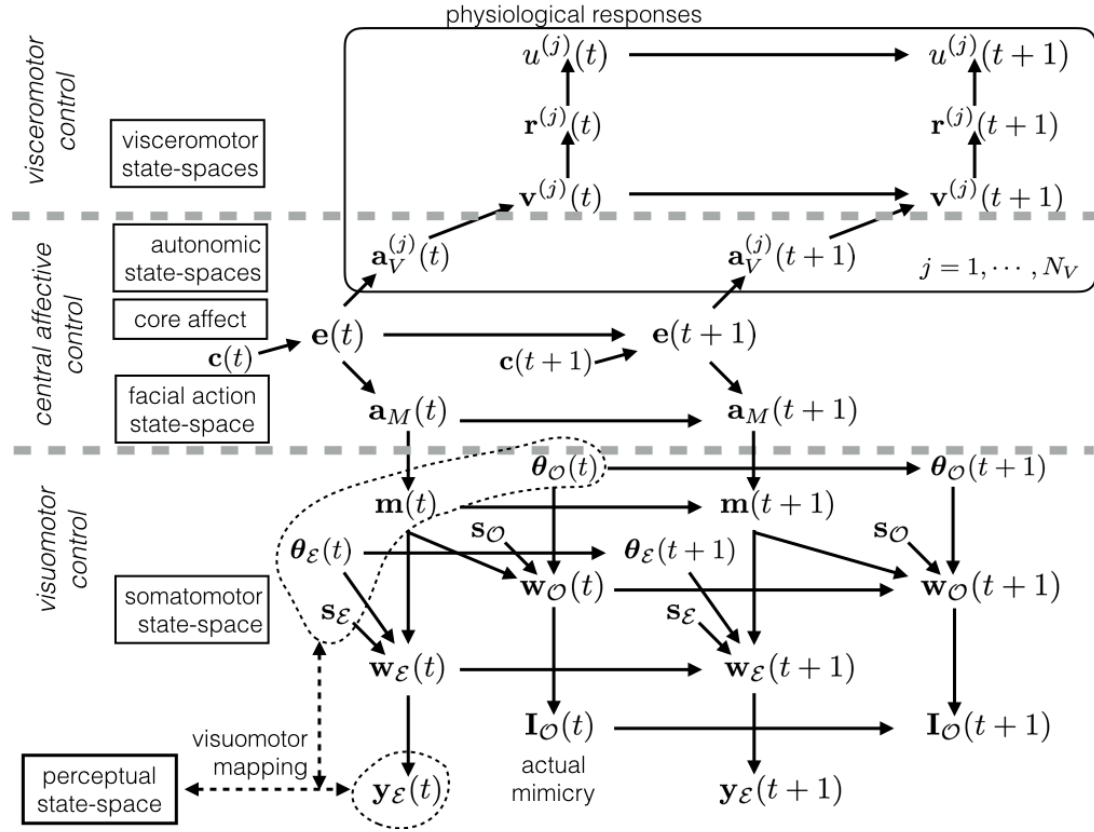 physiological responses
visceromotor
control
u^{(j)}(t) u^{(j)}(t+1)
r^{(j)}(t) r^{(j)}(t+1)
visceromotor
state-spaces
v^{(j)}(t) v^{(j)}(t+1)
central affective
control
autonomic
state-spaces
a_V^{(j)}(t) a_V^{(j)}(t+1)
j = 1, ⋯, N_V
core affect
e(t) e(t+1)
c(t) c(t+1)
facial action
state-space
a_M(t) a_M(t+1)
visuomotor
control
θ_𝒪(t) θ_𝒪(t+1)
m(t) m(t+1)
s_𝒪 s_𝒪
θ_ℰ(t) θ_ℰ(t+1)
w_𝒪(t) w_𝒪(t+1)
somatomotor
state-space
s_ℰ s_ℰ
w_ℰ(t) w_ℰ(t+1)
I_𝒪(t) I_𝒪(t+1)
visuomotor
mapping
actual
mimicry
perceptual
state-space
y_ℰ(t) y_ℰ(t+1)